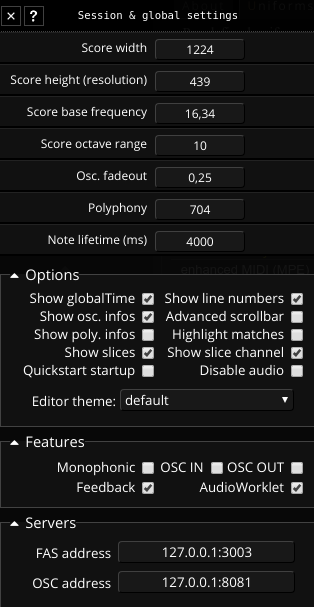 × ? Session & global settings
Score width 1224
Score height (resolution) 439
Score base frequency 16,34
Score octave range 10
Osc. fadeout 0,25
Polyphony 704
Note lifetime (ms) 4000
enhanced MIDI (MPE)
Options
Show globalTime Show line numbers
Show osc. infos Advanced scrollbar
Show poly. infos Highlight matches
Show slices Show slice channel
Quickstart startup Disable audio
Editor theme: default
Features
Monophonic OSC IN OSC OUT
Feedback AudioWorklet
Servers
FAS address 127.0.0.1:3003
OSC address 127.0.0.1:8081